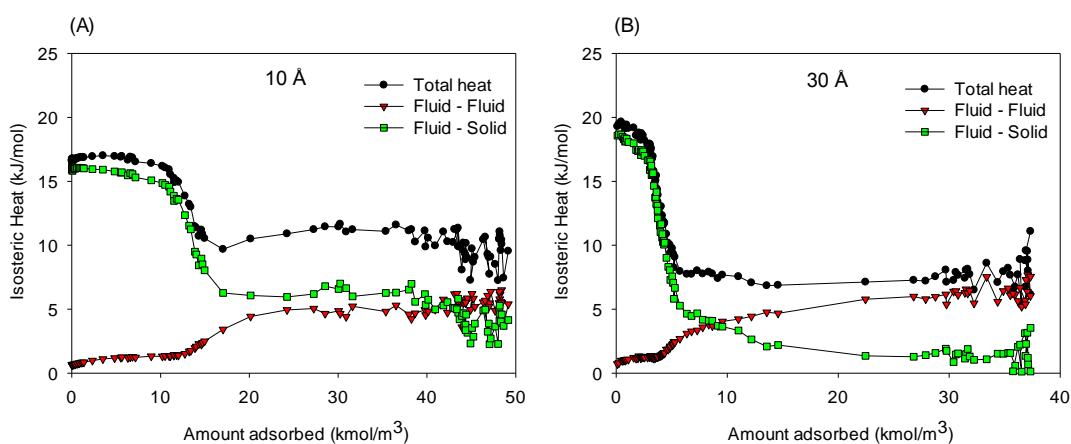 (A)
10 Å
Total heat
Fluid - Fluid
Fluid - Solid
Isosteric Heat (kJ/mol)
25
20
15
10
5
0
0 10 20 30 40 50
Amount adsorbed (kmol/m³)
(B)
30 Å
Total heat
Fluid - Fluid
Fluid - Solid
Isosteric Heat (kJ/mol)
25
20
15
10
5
0
0 10 20 30 40
Amount adsorbed (kmol/m³)